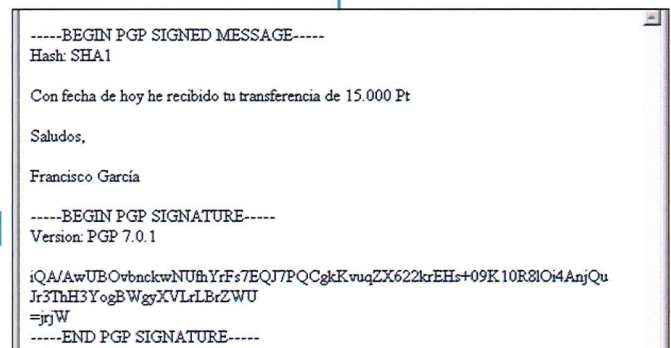 -----BEGIN PGP SIGNED MESSAGE-----
Hash: SHA1
Con fecha de hoy he recibido tu transferencia de 15.000 Pt
Saludos,
Francisco García
-----BEGIN PGP SIGNATURE-----
Version: PGP 7.0.1
iQA/AwUBOvbnckwNUfhYrFs7EQJ7PQCgkKvuqZX622krEHs+09K10R8lOi4AnjQu
Jr3ThH3YogBWgyXVLrLBrZWU
=jrjW
-----END PGP SIGNATURE-----